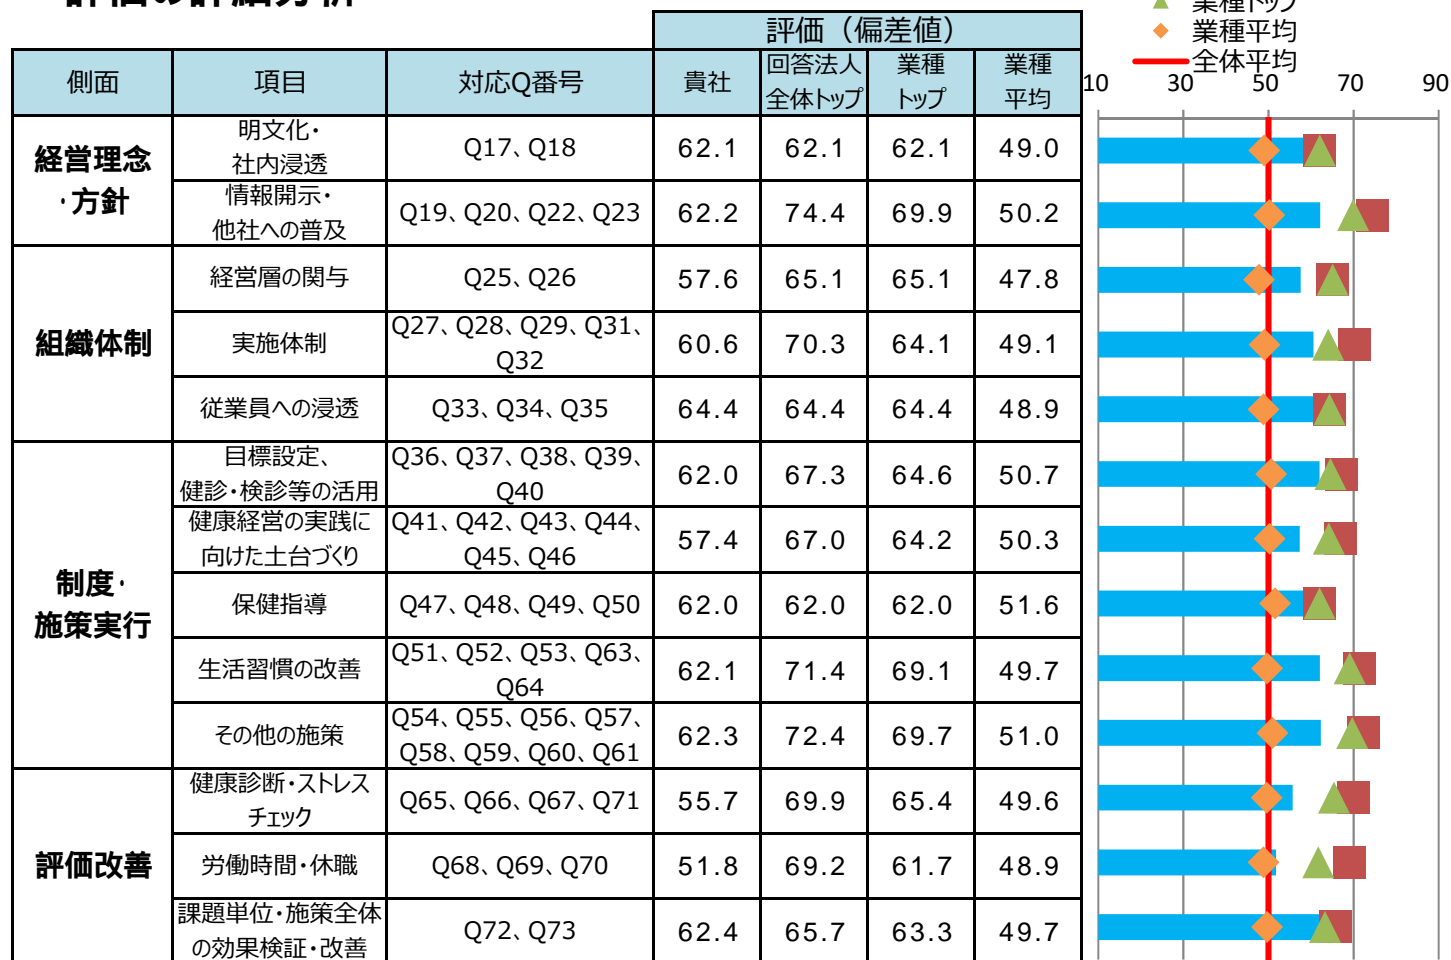 評価の詳細分析
業種トップ
業種平均
全体平均
評価（偏差値）
側面 項目 対応Q番号 貴社 回答法人全体トップ 業種トップ 業種平均
10 30 50 70 90
経営理念・方針
明文化・社内浸透 Q17、Q18 62.1 62.1 62.1 49.0
情報開示・他社への普及 Q19、Q20、Q22、Q23 62.2 74.4 69.9 50.2
組織体制
経営層の関与 Q25、Q26 57.6 65.1 65.1 47.8
実施体制 Q27、Q28、Q29、Q31、Q32 60.6 70.3 64.1 49.1
従業員への浸透 Q33、Q34、Q35 64.4 64.4 64.4 48.9
制度・施策実行
目標設定、健診・検診等の活用 Q36、Q37、Q38、Q39、Q40 62.0 67.3 64.6 50.7
健康経営の実践に向けた土台づくり Q41、Q42、Q43、Q44、Q45、Q46 57.4 67.0 64.2 50.3
保健指導 Q47、Q48、Q49、Q50 62.0 62.0 62.0 51.6
生活習慣の改善 Q51、Q52、Q53、Q63、Q64 62.1 71.4 69.1 49.7
その他の施策 Q54、Q55、Q56、Q57、Q58、Q59、Q60、Q61 62.3 72.4 69.7 51.0
評価改善
健康診断・ストレスチェック Q65、Q66、Q67、Q71 55.7 69.9 65.4 49.6
労働時間・休職 Q68、Q69、Q70 51.8 69.2 61.7 48.9
課題単位・施策全体の効果検証・改善 Q72、Q73 62.4 65.7 63.3 49.7